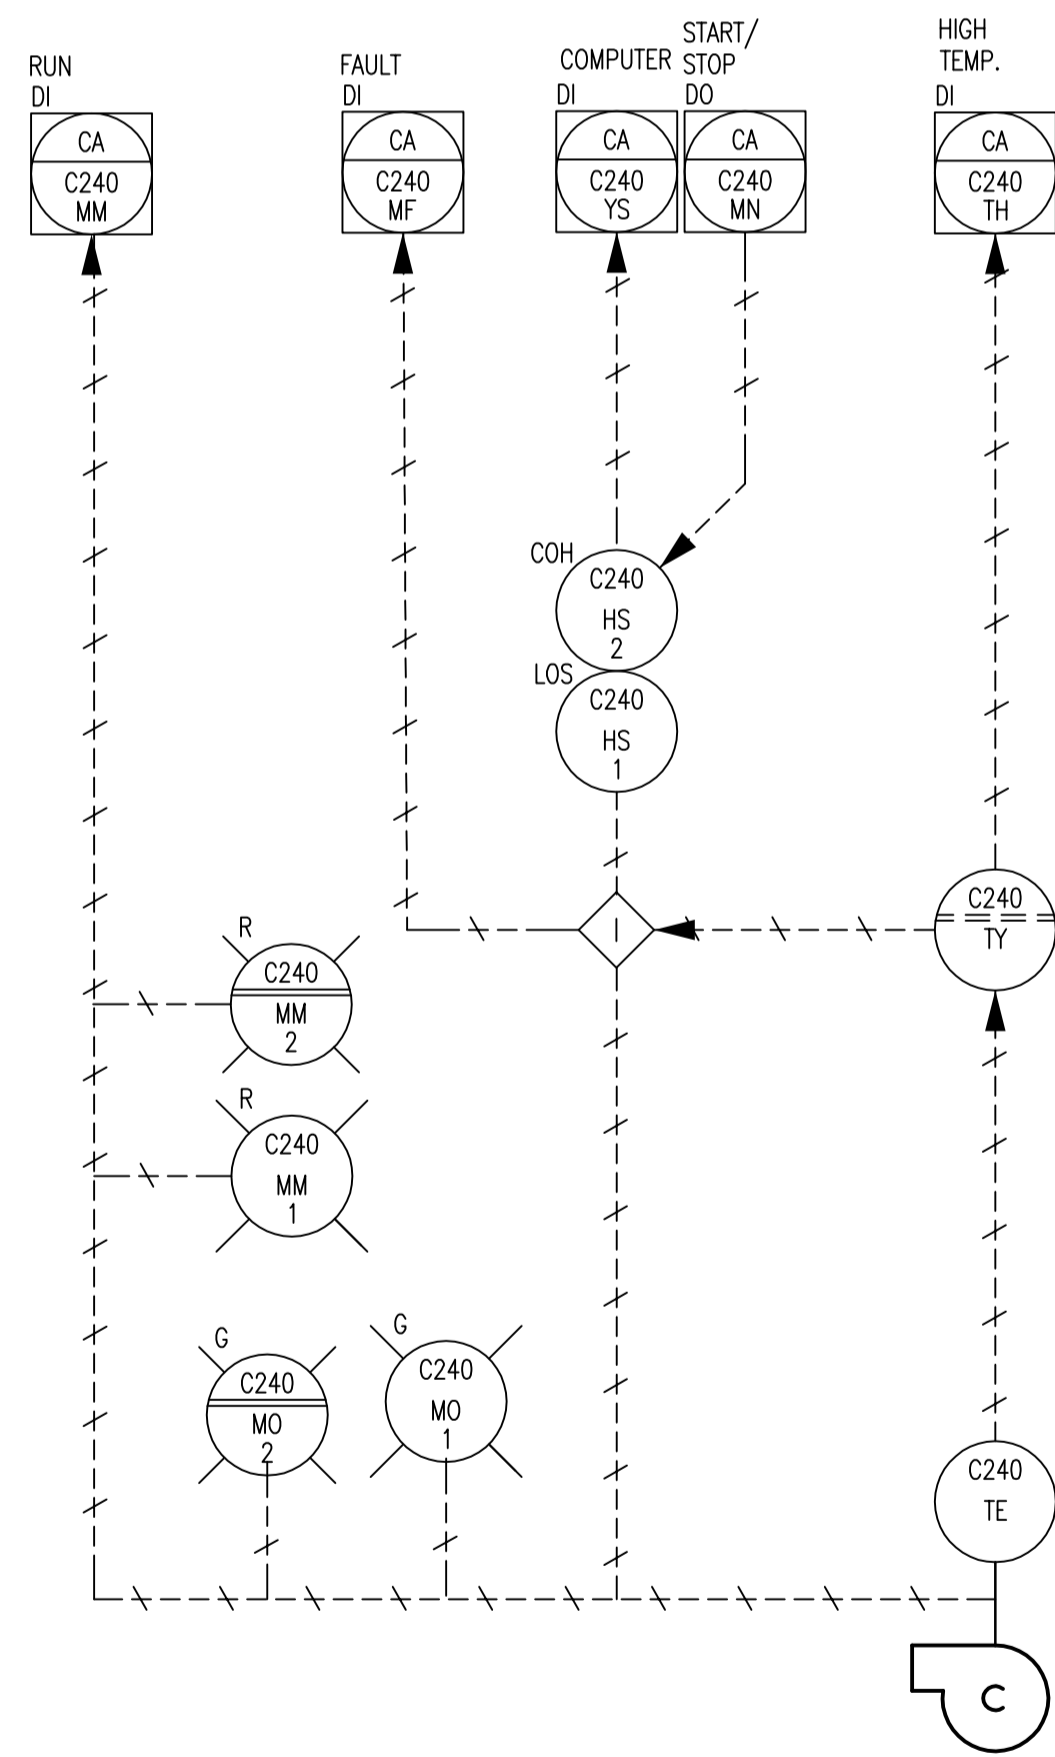 RUN
DI
CA
C240
MM
FAULT
DI
CA
C240
MF
COMPUTER
DI
CA
C240
YS
START/
STOP
DO
CA
C240
MN
HIGH
TEMP.
DI
CA
C240
TH
COH
C240
HS
2
LOS
C240
HS
1
I
C240
TY
R
C240
MM
2
R
C240
MM
1
G
C240
MO
2
G
C240
MO
1
C240
TE
C